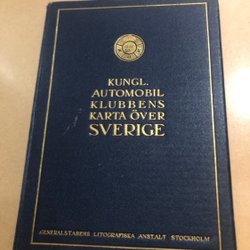 KUNGL.
AUTOMOBIL
KLUBBENS
KARTA ÖVER
SVERIGE
GENERALSTABENS LITOGRAFISKA ANSTALT STOCKHOLM